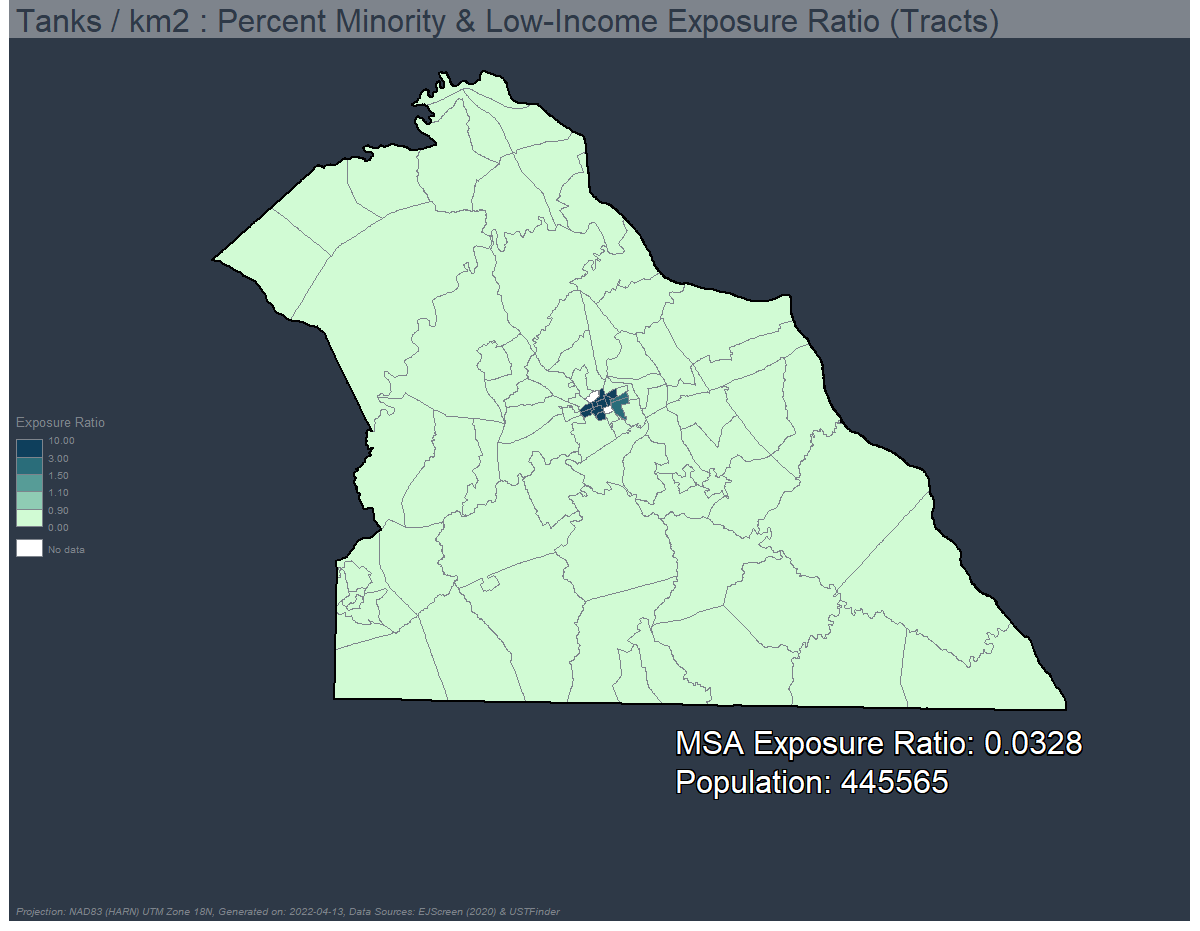 Tanks / km2 : Percent Minority & Low-Income Exposure Ratio (Tracts)
Exposure Ratio
10.00
3.00
1.50
1.10
0.90
0.00
No data
MSA Exposure Ratio: 0.0328
Population: 445565
Projection: NAD83 (HARN) UTM Zone 18N, Generated on: 2022-04-13, Data Sources: EJScreen (2020) & USTFinder